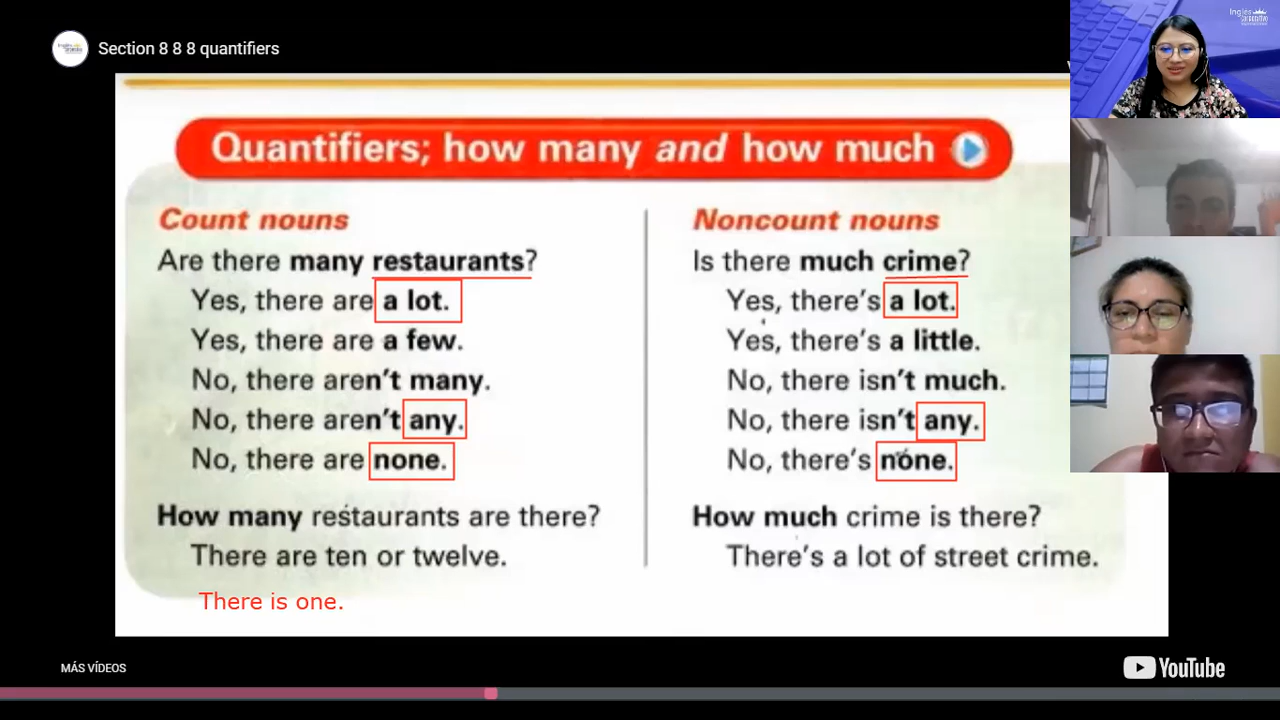 Section 8 8 8 quantifiers
Quantifiers; how many and how much
Count nouns
Are there many restaurants?
Yes, there are a lot.
Yes, there are a few.
No, there aren't many.
No, there aren't any.
No, there are none.
How many restaurants are there?
There are ten or twelve.
There is one.
Noncount nouns
Is there much crime?
Yes, there's a lot.
Yes, there's a little.
No, there isn't much.
No, there isn't any.
No, there's none.
How much crime is there?
There's a lot of street crime.
MÁS VÍDEOS
YouTube